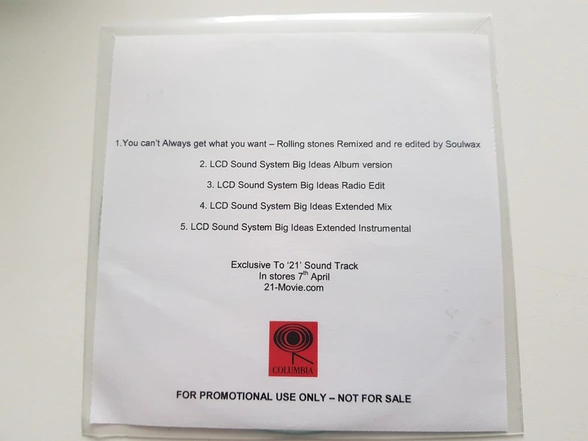 1.You can't Always get what you want – Rolling stones Remixed and re edited by Soulwax
2. LCD Sound System Big Ideas Album version
3. LCD Sound System Big Ideas Radio Edit
4. LCD Sound System Big Ideas Extended Mix
5. LCD Sound System Big Ideas Extended Instrumental
Exclusive To '21' Sound Track
In stores 7th April
21-Movie.com
COLUMBIA
FOR PROMOTIONAL USE ONLY – NOT FOR SALE